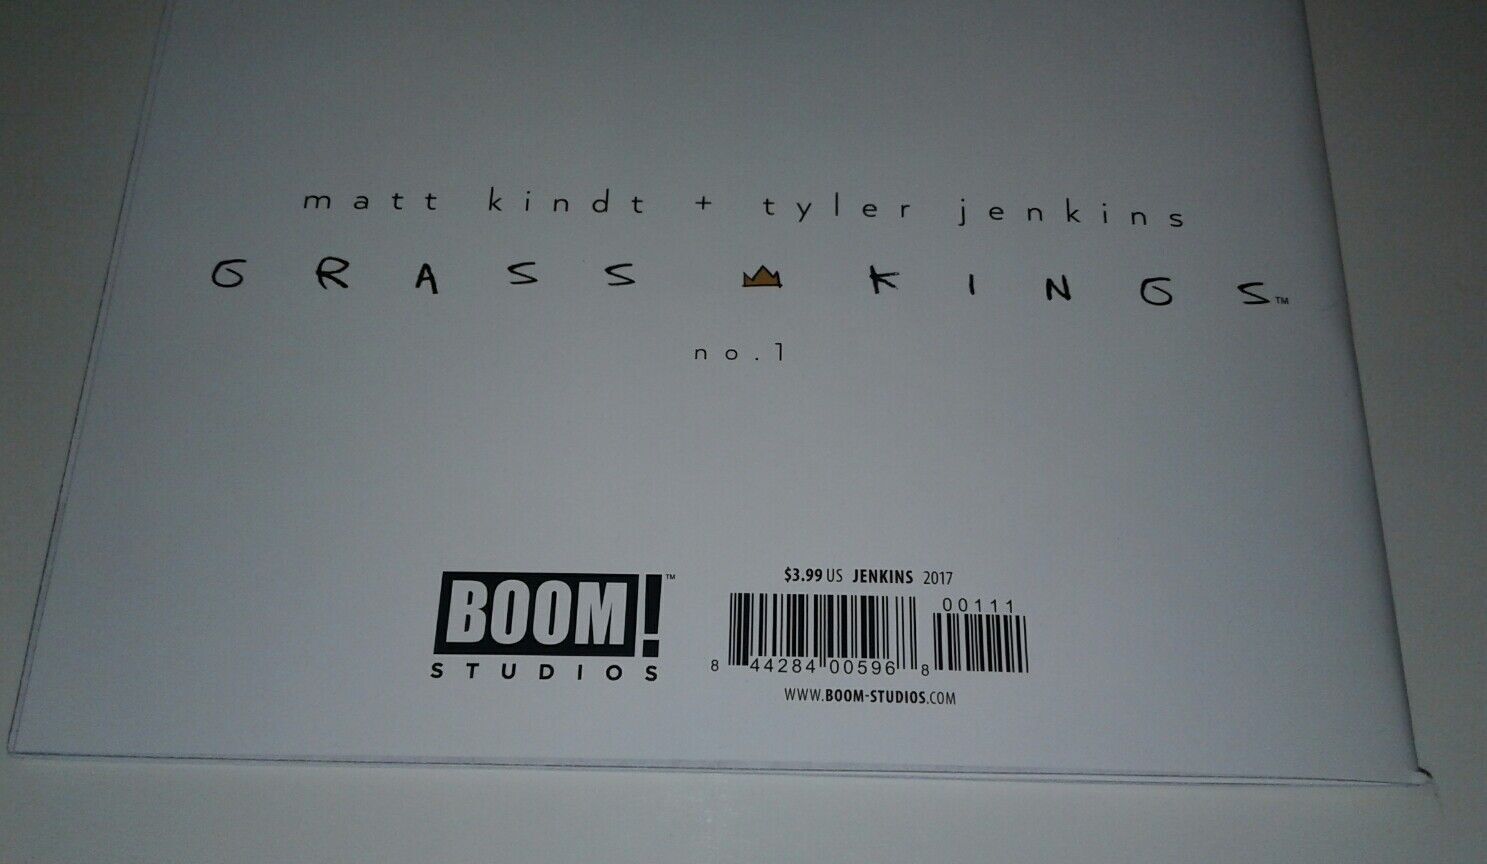 matt kindt + tyler jenkins
GRASS KINGS™
no.1
BOOM!™
STUDIOS
$3.99 US JENKINS 2017
00111
8 44284 00596 8
WWW.BOOM-STUDIOS.COM